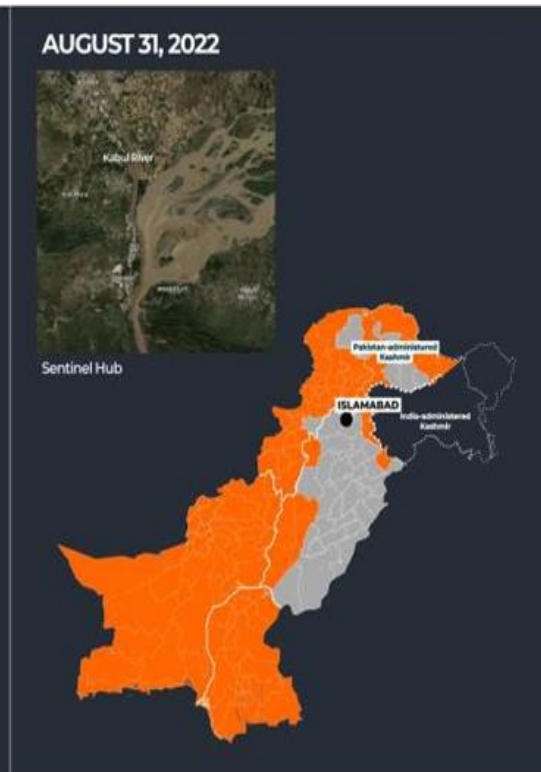 AUGUST 31, 2022
Kabul River
Sentinel Hub
Pakistan-administered
Kashmir
ISLAMABAD
India-administered
Kashmir